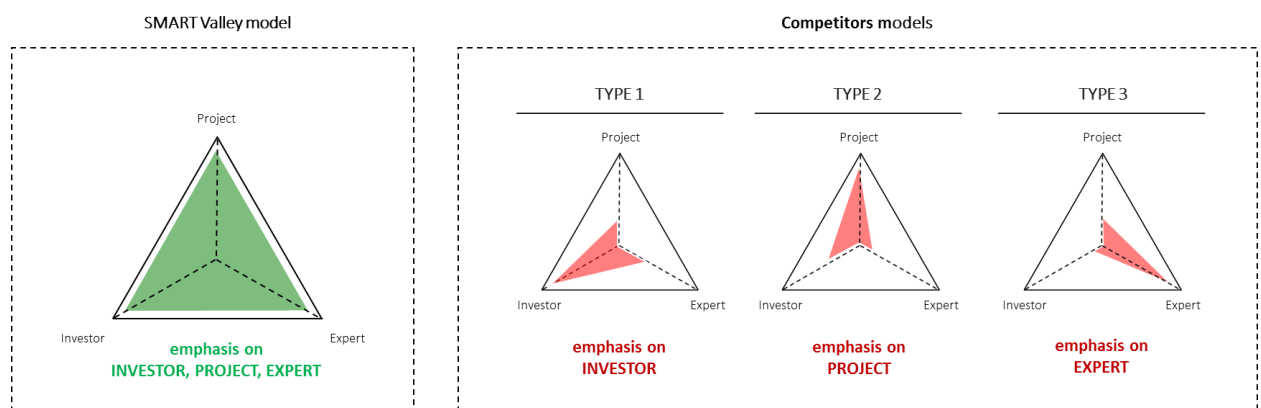 SMART Valley model
Project
Investor
Expert
emphasis on
INVESTOR, PROJECT, EXPERT
Competitors models
TYPE 1
Project
Investor
Expert
emphasis on
INVESTOR
TYPE 2
Project
Investor
Expert
emphasis on
PROJECT
TYPE 3
Project
Investor
Expert
emphasis on
EXPERT